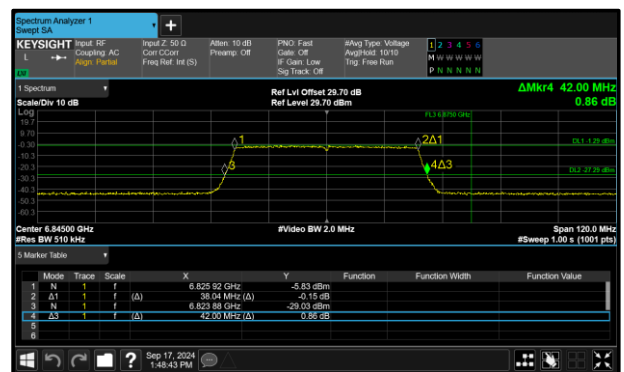 Spectrum Analyzer 1
Swept SA
KEYSIGHT
L
Input: RF
Coupling: AC
Align: Partial
Input Z: 50 Ω
Corr CCorr
Freq Ref: Int (S)
Atten: 10 dB
Preamp: Off
PNO: Fast
Gate: Off
IF Gain: Low
Sig Track: Off
#Avg Type: Voltage
Avg|Hold: 10/10
Trig: Free Run
1 2 3 4 5 6
M W W W W W
P N N N N N
1 Spectrum
Scale/Div 10 dB
Ref Lvl Offset 29.70 dB
Ref Level 29.70 dBm
ΔMkr4 42.00 MHz
0.86 dB
Log
19.7
9.70
-0.30
-10.3
-20.3
-30.3
-40.3
-50.3
-60.3
FL3 6.8750 GHz
1
2Δ1
DL1 -1.29 dBm
3
4Δ3
DL2 -27.29 dBm
Center 6.84500 GHz
#Video BW 2.0 MHz
Span 120.0 MHz
#Res BW 510 kHz
#Sweep 1.00 s (1001 pts)
5 Marker Table
Mode Trace Scale X Y Function Function Width Function Value
1 N 1 f 6.825 92 GHz -5.83 dBm
2 Δ1 1 f (Δ) 38.04 MHz (Δ) -0.15 dB
3 N 1 f 6.823 88 GHz -29.03 dBm
4 Δ3 1 f (Δ) 42.00 MHz (Δ) 0.86 dB
5
6
?
Sep 17, 2024
1:48:43 PM